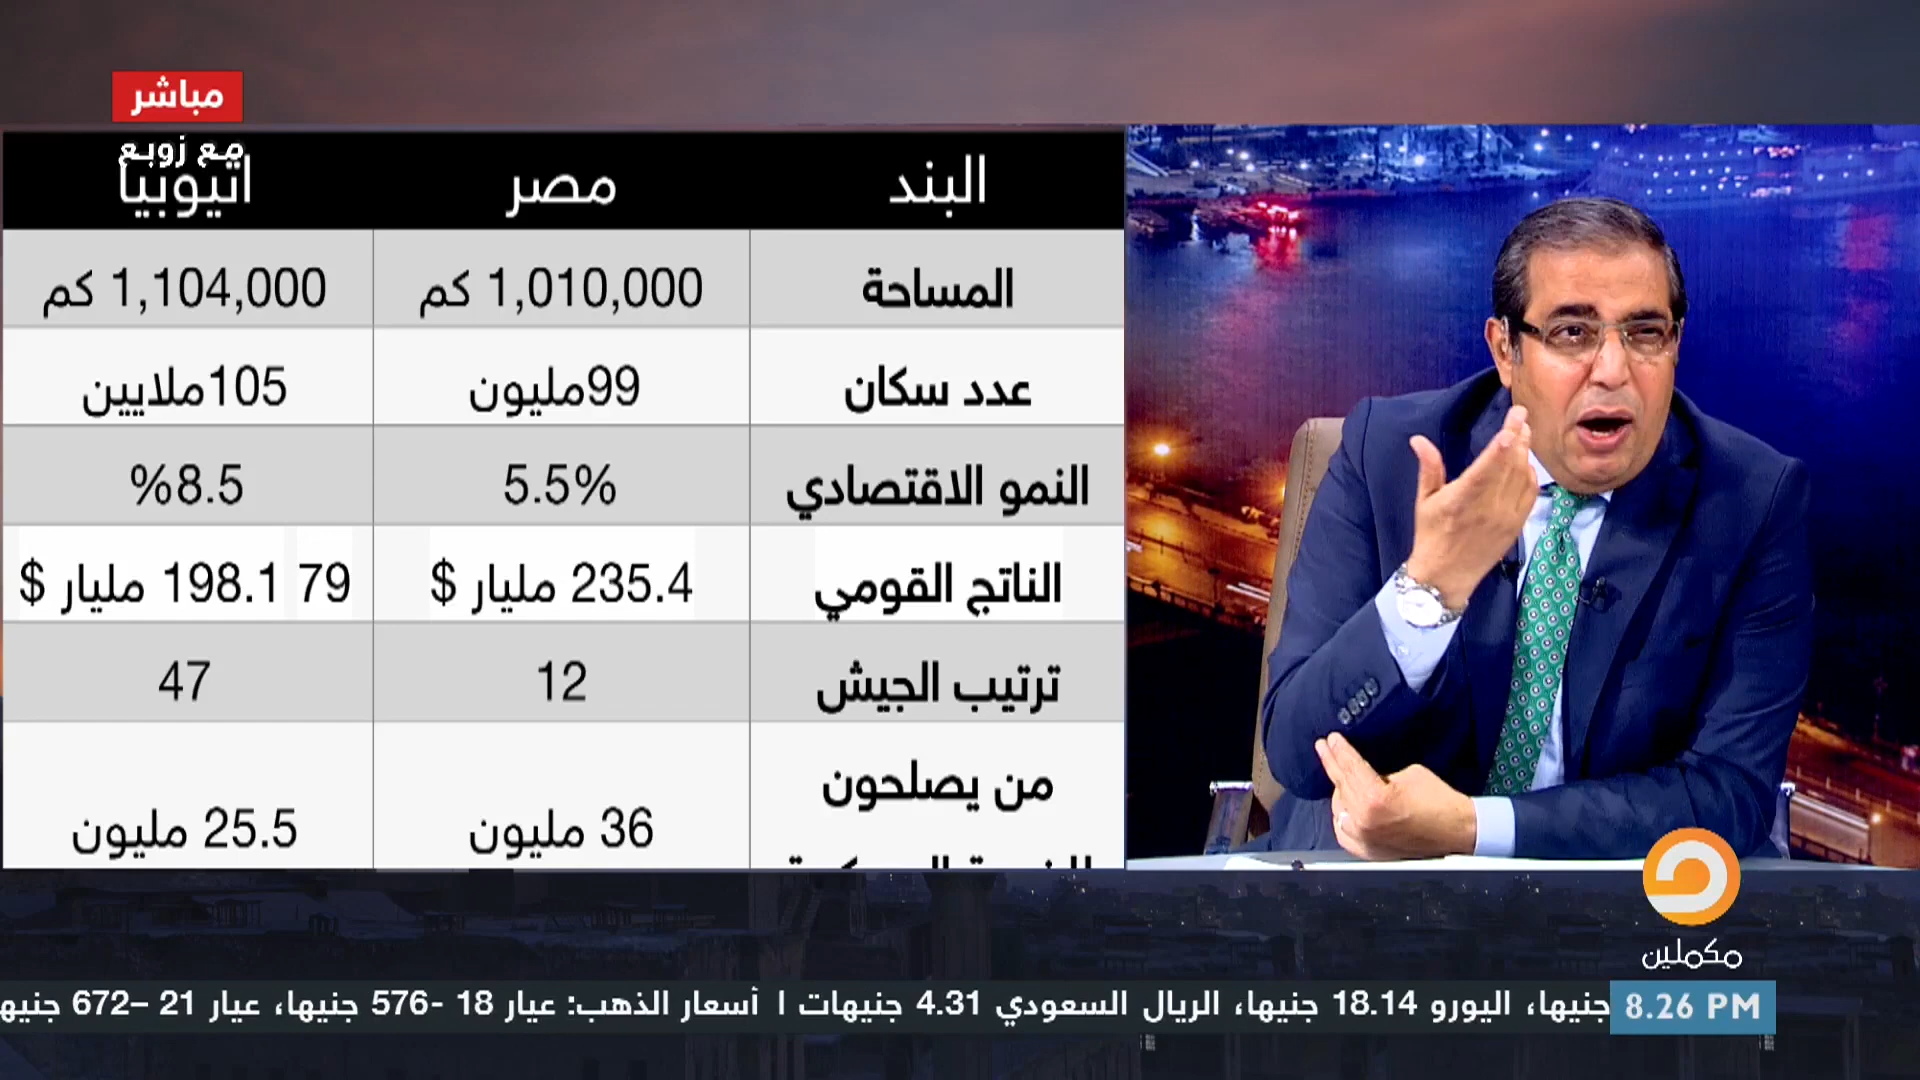 مباشر
مع زوبع
البند مصر اثيوبيا
المساحة 1,010,000 كم 1,104,000 كم
عدد سكان 99مليون 105ملايين
النمو الاقتصادي 5.5% 8.5%
الناتج القومي 235.4 مليار $ 79 198.1 مليار $
ترتيب الجيش 12 47
من يصلحون
36 مليون 25.5 مليون
مكملين
8.26 PM
جنيها، اليورو 18.14 جنيها، الريال السعودي 4.31 جنيهات | أسعار الذهب: عيار 18 -576 جنيها، عيار 21 –672 جنيها